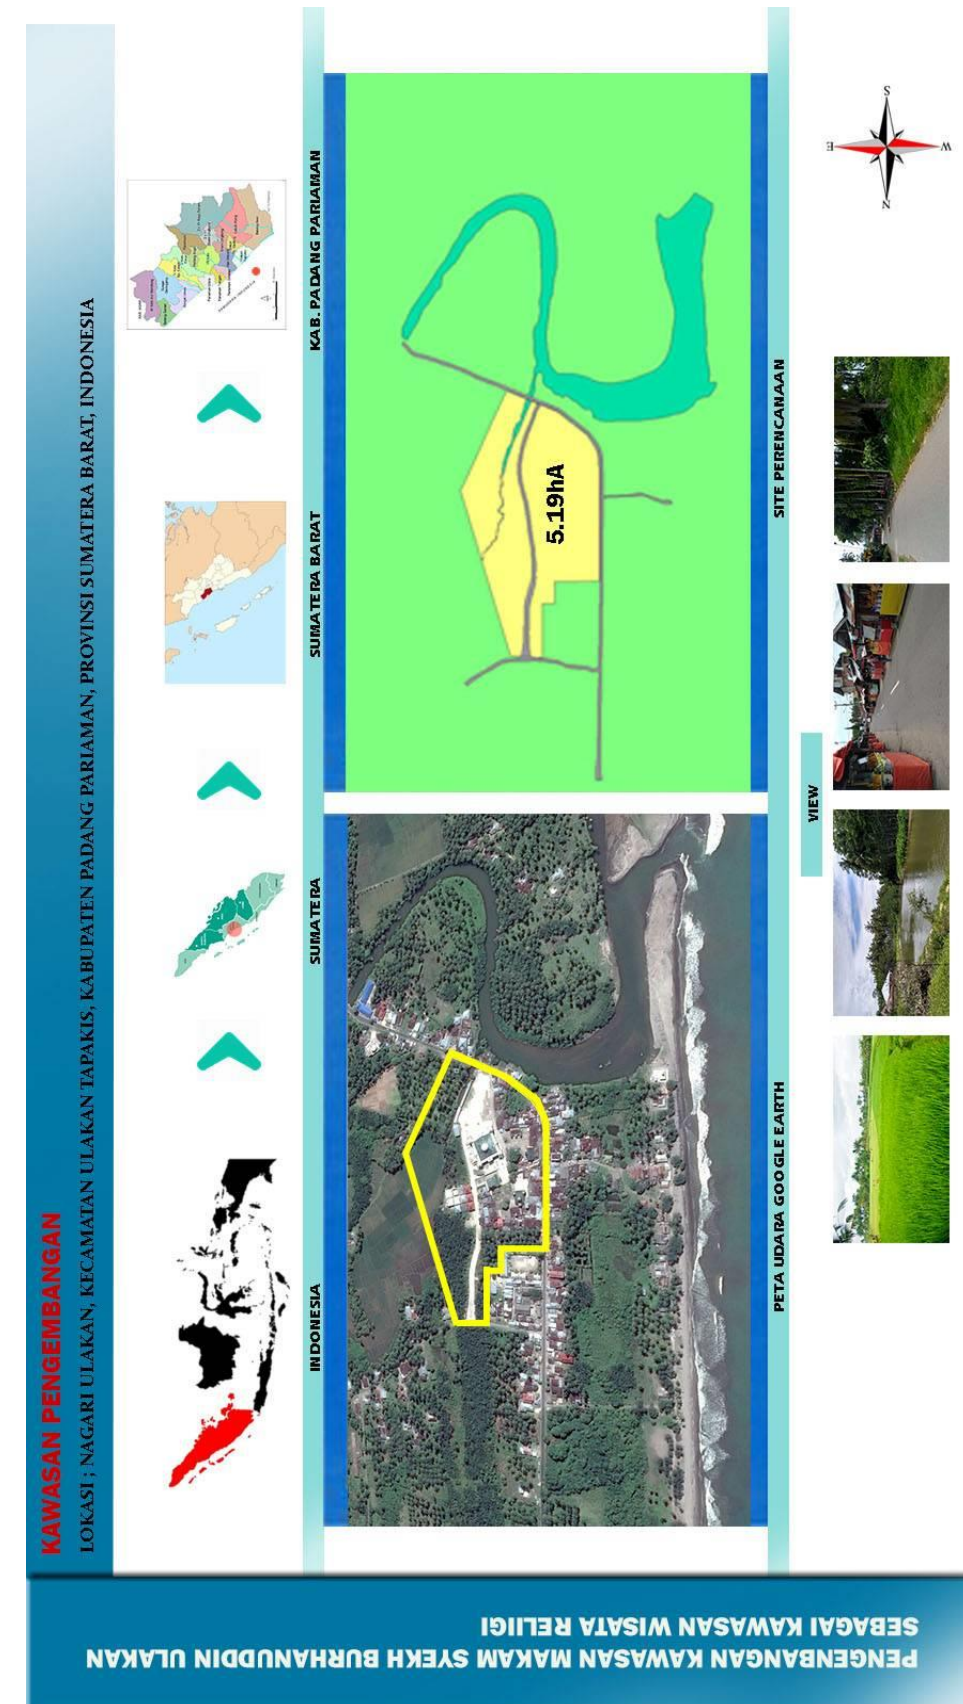 PENGENBANGAN KAWASAN MAKAM SYEKH BURHANUDDIN ULAKAN
SEBAGAI KAWASAN WISATA RELIIGI
KAWASAN PENGEMBANGAN
LOKASI ; NAGARI ULAKAN, KECAMATAN ULAKAN TAPAKIS, KABUPATEN PADANG PARIAMAN, PROVINSI SUMATERA BARAT, INDONESIA
INDONESIA
SUMATERA
SUMATERA BARAT
KAB. PADANG PARIAMAN
5.19hA
PETA UDARA GOOGLE EARTH
SITE PERENCANAAN
VIEW
S
E
W
N